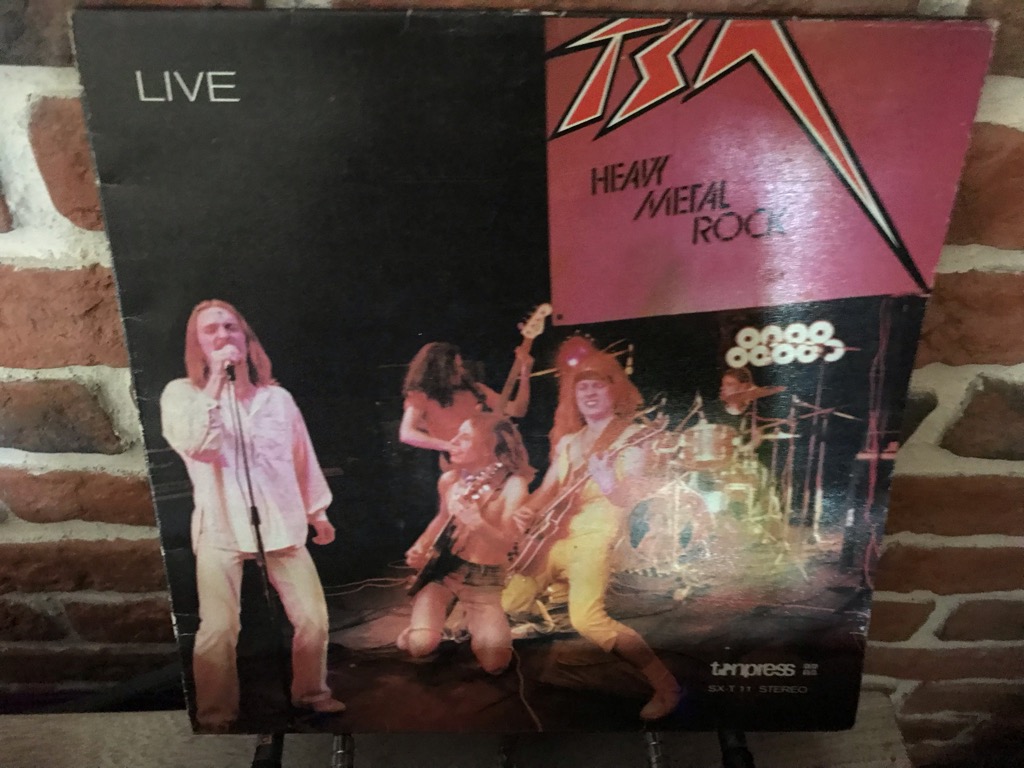 LIVE
TSA
HEAVY
METAL
ROCK
tonpress
SX-T 11 STEREO